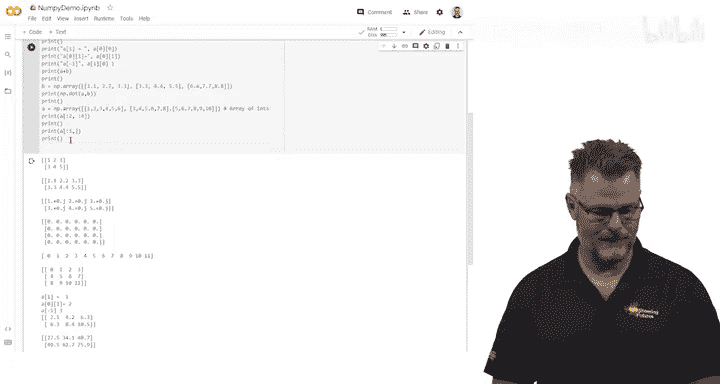 NumpyDemo.ipynb
File Edit View Insert Runtime Tools Help
Comment Share
+ Code + Text
RAM
Disk
Editing
print()
print("a[1] = ", a[0][0])
print("a[0][1]=", a[0][1])
print("a[-1]", a[1][0] )
print(a+b)
print()
b = np.array([[1.1, 2.2, 3.3], [3.3, 4.4, 5.5], [6.6,7.7,8.8]])
print(np.dot(a,b))
print()
a = np.array([[1,2,3,4,5,6], [3,4,5,6,7,8],[5,6,7,8,9,10]]) # Array of ints
print(a[:2, :4])
print()
print(a[:1,])
print()
[[1 2 3]
[3 4 5]]
[[1.1 2.2 3.3]
[3.3 4.4 5.5]]
[[1.+0.j 2.+0.j 3.+0.j]
[3.+0.j 4.+0.j 5.+0.j]]
[[0. 0. 0. 0. 0. 0.]
[0. 0. 0. 0. 0. 0.]
[0. 0. 0. 0. 0. 0.]
[0. 0. 0. 0. 0. 0.]]
[ 0 1 2 3 4 5 6 7 8 9 10 11]
[[ 0 1 2 3]
[ 4 5 6 7]
[ 8 9 10 11]]
a[1] = 1
a[0][1]= 2
a[-1] 3
[[ 2.1 4.2 6.3]
[ 6.3 8.4 10.5]]
[[27.5 34.1 40.7]
[49.5 62.7 75.9]]
bilibili